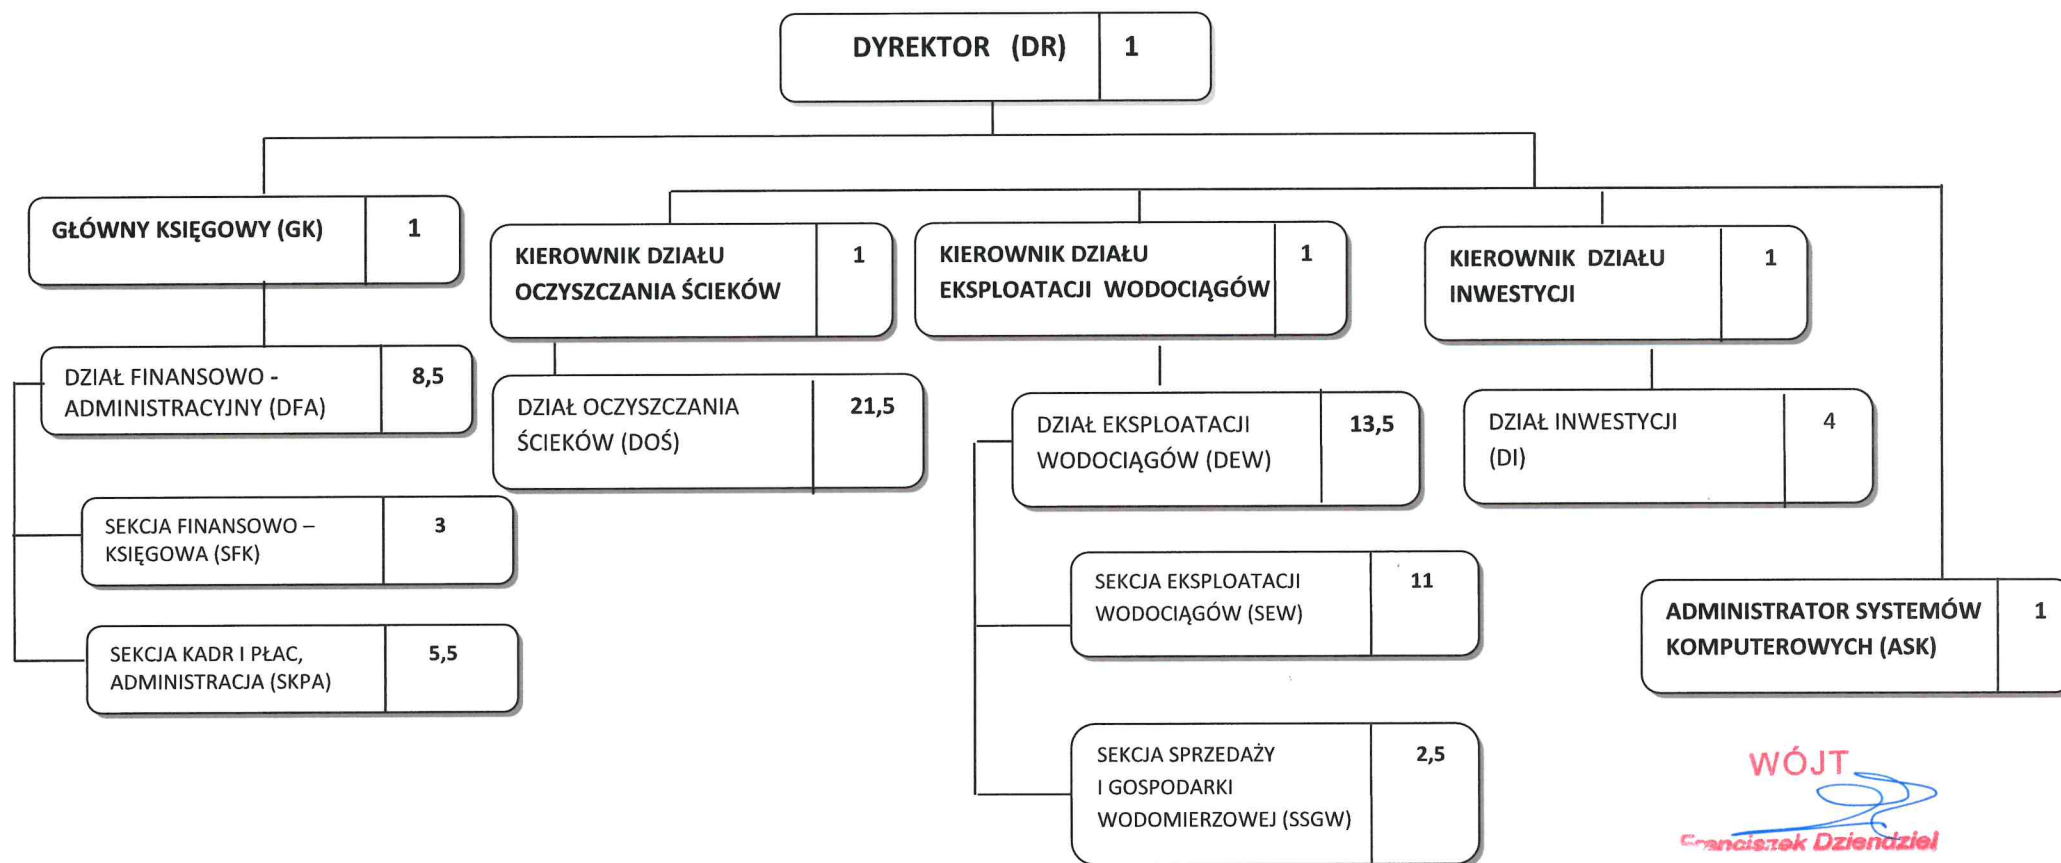 DYREKTOR (DR) 1
GŁÓWNY KSIĘGOWY (GK) 1
KIEROWNIK DZIAŁU 1
OCZYSZCZANIA ŚCIEKÓW
KIEROWNIK DZIAŁU 1
EKSPLOATACJI WODOCIĄGÓW
KIEROWNIK DZIAŁU 1
INWESTYCJI
DZIAŁ FINANSOWO - 8,5
ADMINISTRACYJNY (DFA)
DZIAŁ OCZYSZCZANIA 21,5
ŚCIEKÓW (DOŚ)
DZIAŁ EKSPLOATACJI 13,5
WODOCIĄGÓW (DEW)
DZIAŁ INWESTYCJI 4
(DI)
SEKCJA FINANSOWO – 3
KSIĘGOWA (SFK)
SEKCJA EKSPLOATACJI 11
WODOCIĄGÓW (SEW)
ADMINISTRATOR SYSTEMÓW 1
KOMPUTEROWYCH (ASK)
SEKCJA KADR I PŁAC, 5,5
ADMINISTRACJA (SKPA)
SEKCJA SPRZEDAŻY 2,5
I GOSPODARKI
WODOMIERZOWEJ (SSGW)
WÓJT
Franciszek Dziendziel